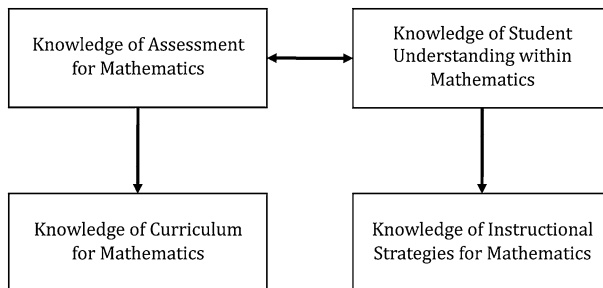 Knowledge of Assessment
for Mathematics
Knowledge of Student
Understanding within
Mathematics
Knowledge of Curriculum
for Mathematics
Knowledge of Instructional
Strategies for Mathematics